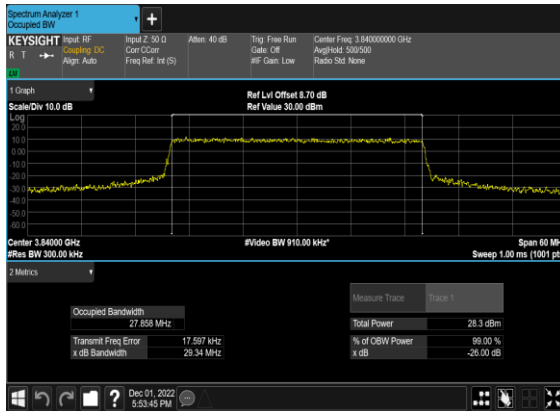 Spectrum Analyzer 1
Occupied BW
+
KEYSIGHT Input: RF Input Z: 50 Ω Atten: 40 dB Trig: Free Run Center Freq: 3.840000000 GHz
R T Coupling: DC Corr CCorr Gate: Off Avg|Hold: 500/500
Align: Auto Freq Ref: Int (S) #IF Gain: Low Radio Std: None
LXI
1 Graph
Ref Lvl Offset 8.70 dB
Scale/Div 10.0 dB Ref Value 30.00 dBm
Log
20.0
10.0
0.00
-10.0
-20.0
-30.0
-40.0
-50.0
-60.0
Center 3.84000 GHz #Video BW 910.00 kHz* Span 60 MH
#Res BW 300.00 kHz Sweep 1.00 ms (1001 pt
2 Metrics
Measure Trace Trace 1
Occupied Bandwidth
27.858 MHz Total Power 28.3 dBm
Transmit Freq Error 17.597 kHz % of OBW Power 99.00 %
x dB Bandwidth 29.34 MHz x dB -26.00 dB
? Dec 01, 2022
5:53:45 PM